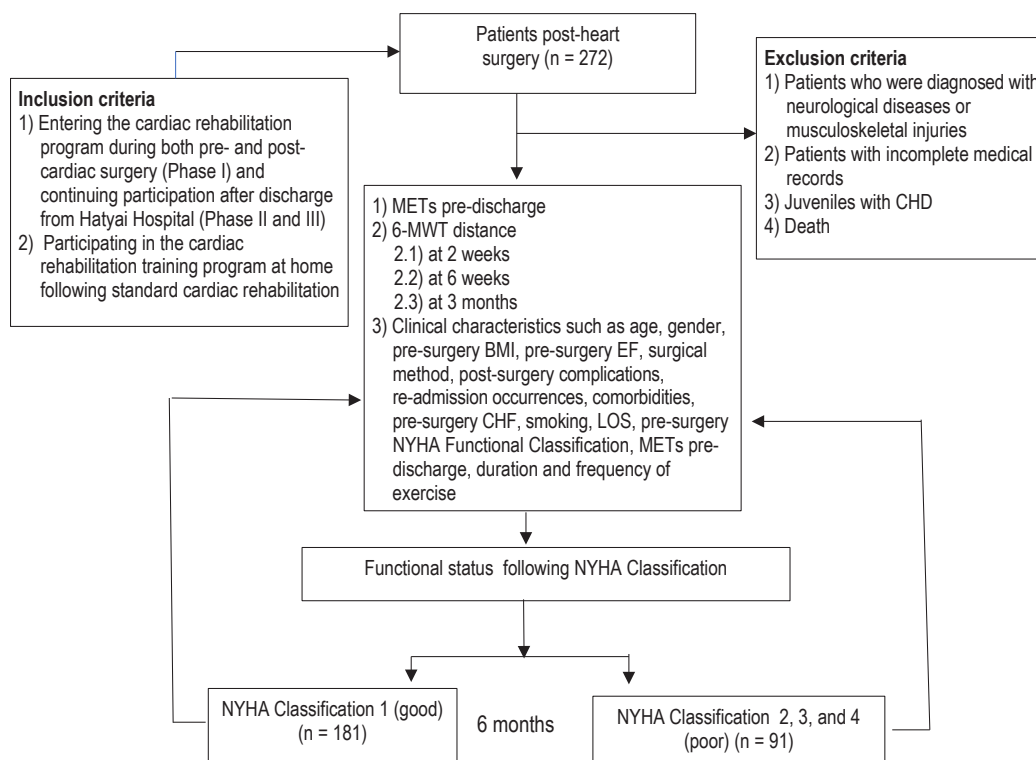 Patients post-heart
surgery (n = 272)
Inclusion criteria
1) Entering the cardiac rehabilitation
program during both pre- and post-
cardiac surgery (Phase I) and
continuing participation after discharge
from Hatyai Hospital (Phase II and III)
2) Participating in the cardiac
rehabilitation training program at home
following standard cardiac rehabilitation
Exclusion criteria
1) Patients who were diagnosed with
neurological diseases or
musculoskeletal injuries
2) Patients with incomplete medical
records
3) Juveniles with CHD
4) Death
1) METs pre-discharge
2) 6-MWT distance
2.1) at 2 weeks
2.2) at 6 weeks
2.3) at 3 months
3) Clinical characteristics such as age, gender,
pre-surgery BMI, pre-surgery EF, surgical
method, post-surgery complications,
re-admission occurrences, comorbidities,
pre-surgery CHF, smoking, LOS, pre-surgery
NYHA Functional Classification, METs pre-
discharge, duration and frequency of
exercise
Functional status following NYHA Classification
NYHA Classification 1 (good)
(n = 181)
6 months
NYHA Classification 2, 3, and 4
(poor) (n = 91)